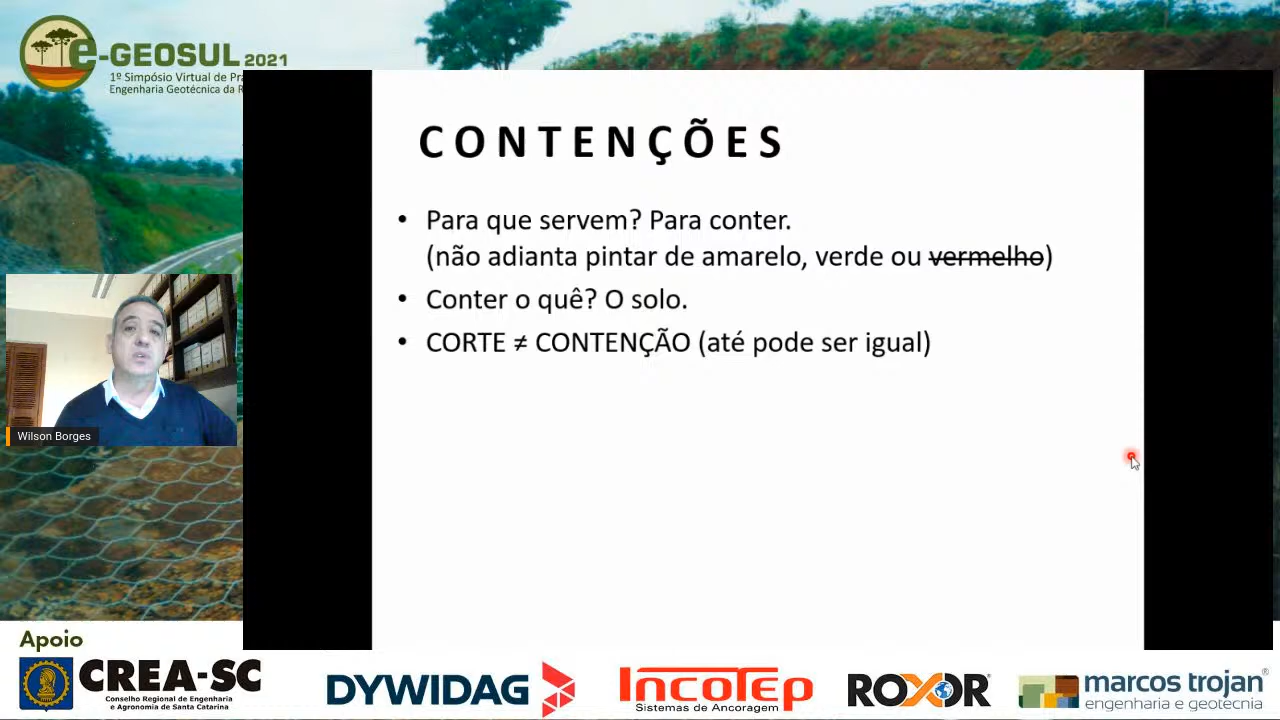 e-GEOSUL 2021
1º Simpósio Virtual de
Engenharia Geotécnica da
CONTENÇÕES
• Para que servem? Para conter.
(não adianta pintar de amarelo, verde ou vermelho)
• Conter o quê? O solo.
• CORTE ≠ CONTENÇÃO (até pode ser igual)
Wilson Borges
Apoio
CREA-SC
Conselho Regional de Engenharia
e Agronomia de Santa Catarina
DYWIDAG
INCOTEP
Sistemas de Ancoragem
ROXOR®
marcos trojan®
engenharia e geotecnia